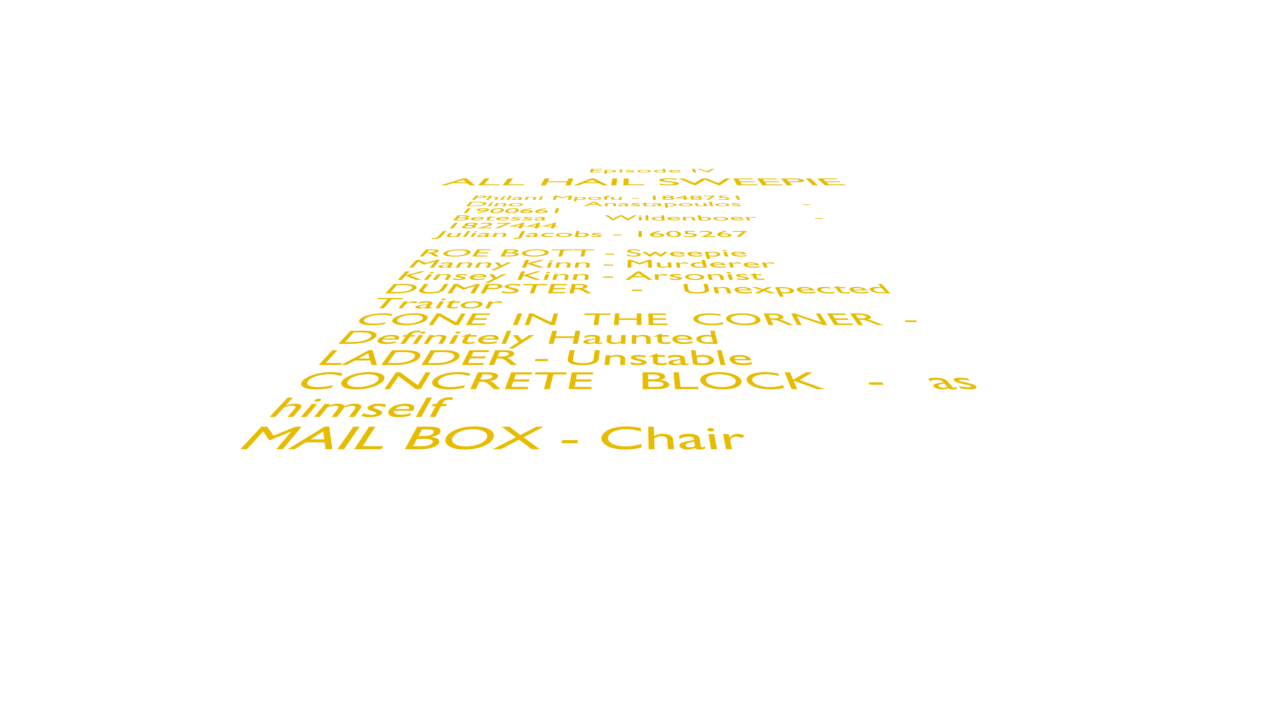 Episode IV
ALL HAIL SWEEPIE
Philani Mpofu - 1848751
Dino Anastapoulos -
1900661
Betessa Wildenboer -
1827444
Julian Jacobs - 1605267
ROE BOTT - Sweepie
Manny Kinn - Murderer
Kinsey Kinn - Arsonist
DUMPSTER - Unexpected
Traitor
CONE IN THE CORNER -
Definitely Haunted
LADDER - Unstable
CONCRETE BLOCK - as
himself
MAIL BOX - Chair